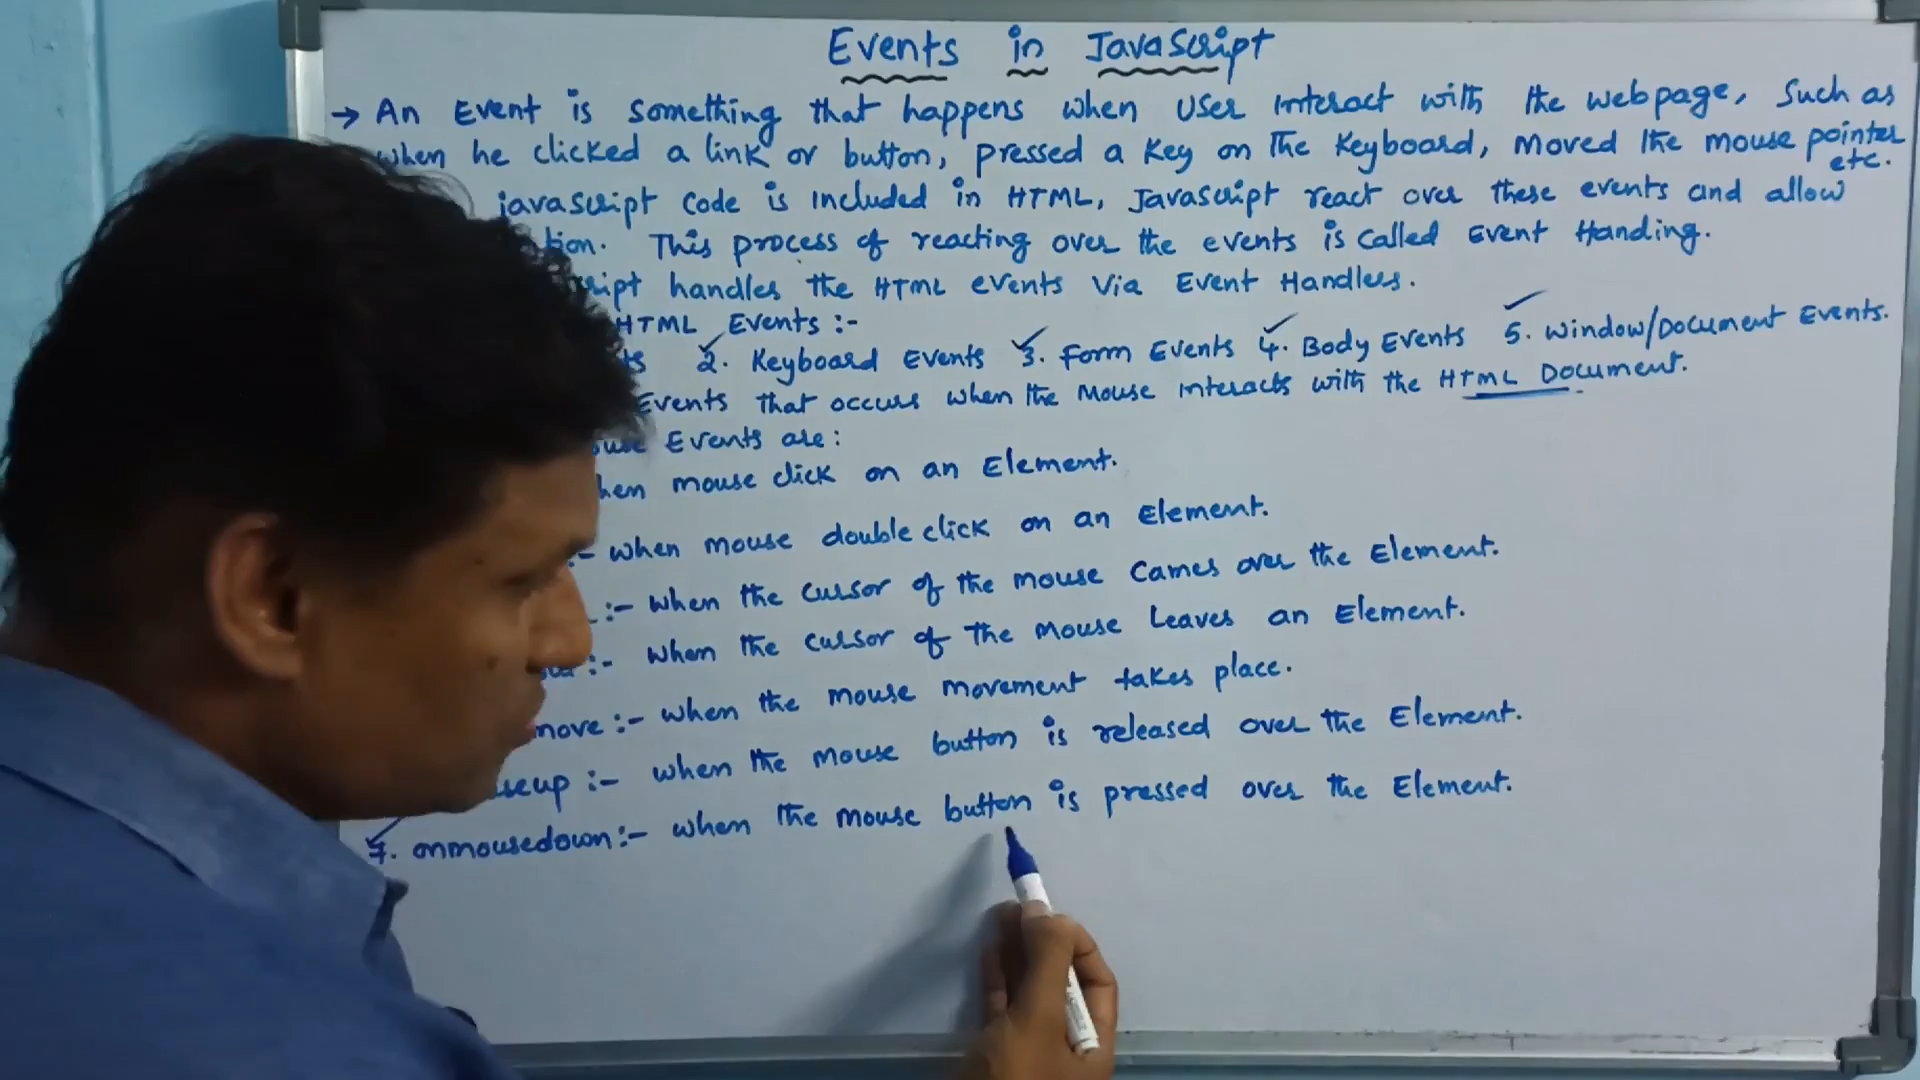 Events in JavaScript
→ An Event is something that happens when User Interact with the webpage, Such as
when he clicked a link or button, pressed a Key on the Keyboard, moved the mouse pointer etc.
javascript code is included in HTML, Javascript react over these events and allow
tion. This process of reacting over the events is called Event Handing.
ript handles the HTML events Via Event Handlers.
HTML Events :-
ts 2. Keyboard Events 3. Form Events 4. Body Events 5. Window/Document Events.
Events that occurs when the Mouse Interacts with the HTML Document.
ouse Events are:
hen mouse click on an Element.
:- when mouse double click on an Element.
:- when the cursor of the mouse Cames over the Element.
:- when the cursor of the mouse Leaves an Element.
move :- when the mouse movement takes place.
seup :- when the mouse button is released over the Element.
7. onmousedown :- when the mouse button is pressed over the Element.